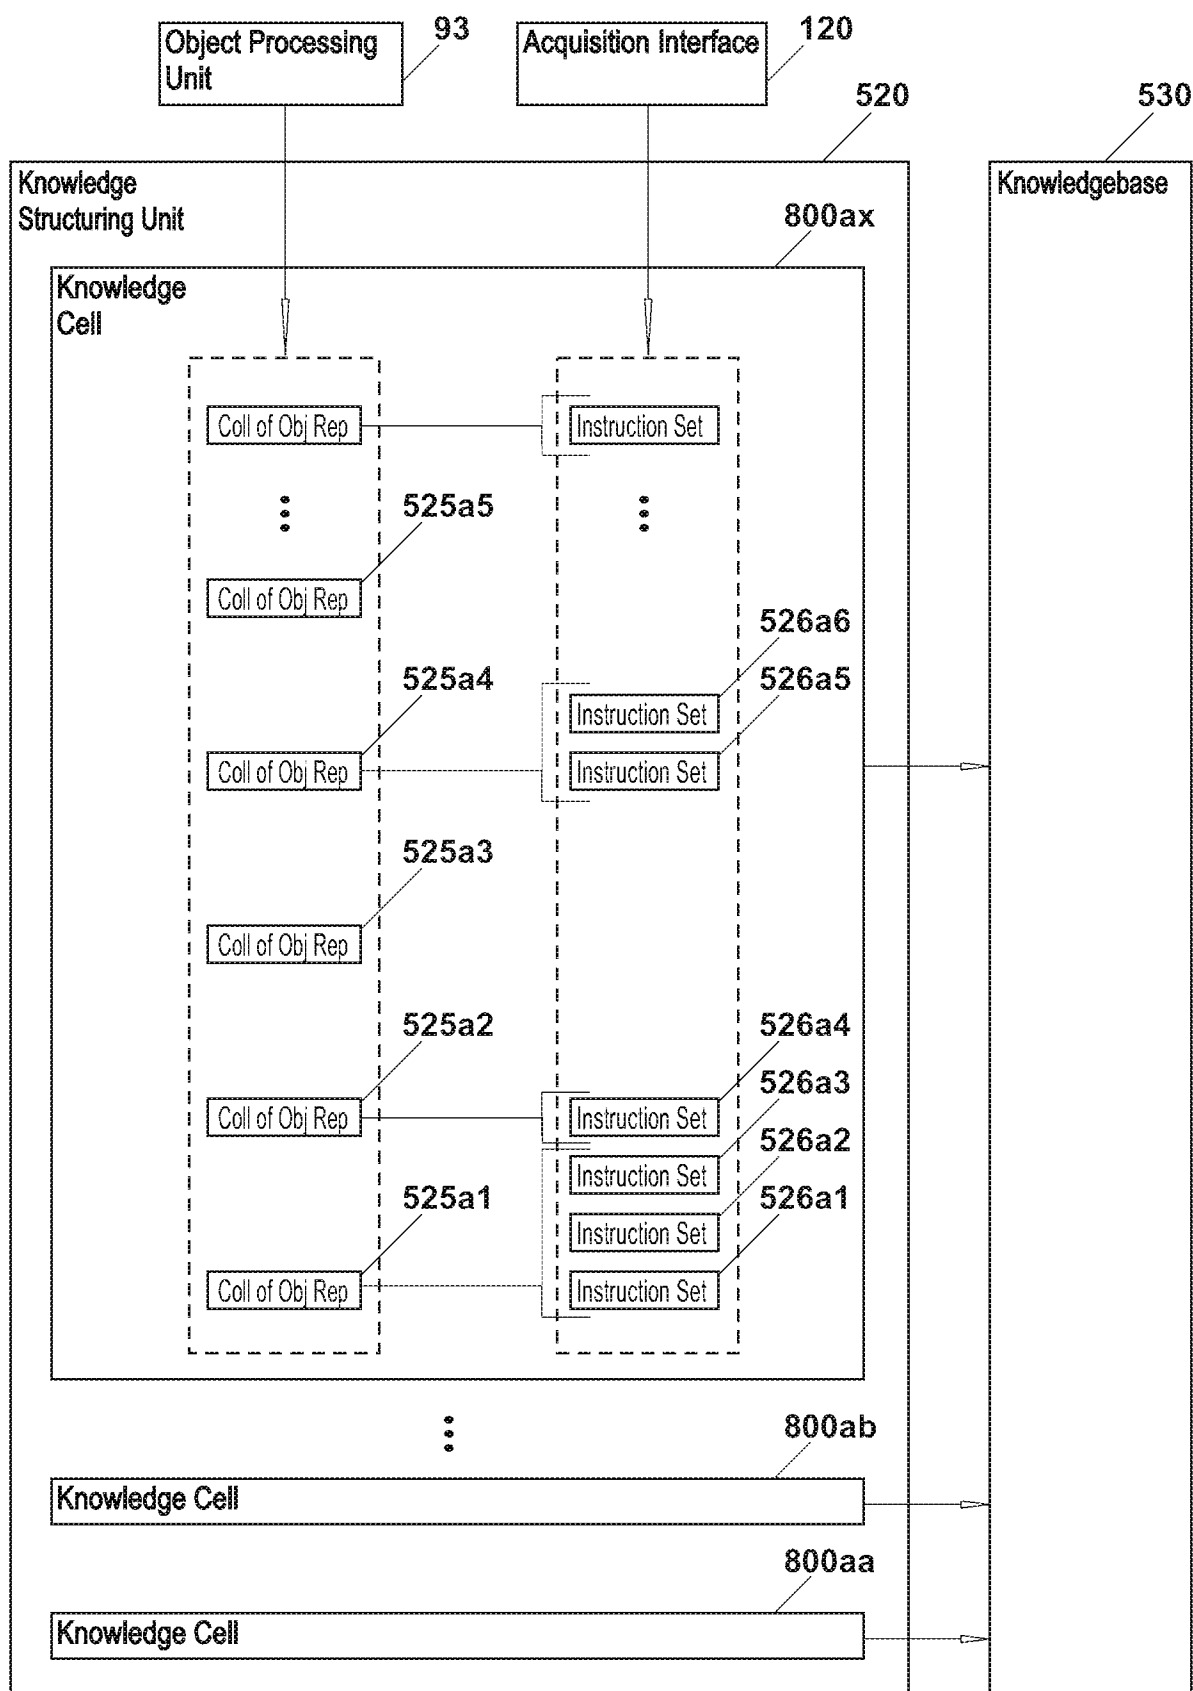 93
120
Object Processing
Unit
Acquisition Interface
520
530
Knowledge
Structuring Unit
Knowledgebase
800ax
Knowledge
Cell
Coll of Obj Rep
Instruction Set
525a5
Coll of Obj Rep
526a6
525a4
526a5
Instruction Set
Coll of Obj Rep
Instruction Set
525a3
Coll of Obj Rep
525a2
526a4
526a3
Coll of Obj Rep
Instruction Set
526a2
Instruction Set
525a1
526a1
Instruction Set
Coll of Obj Rep
Instruction Set
800ab
Knowledge Cell
800aa
Knowledge Cell